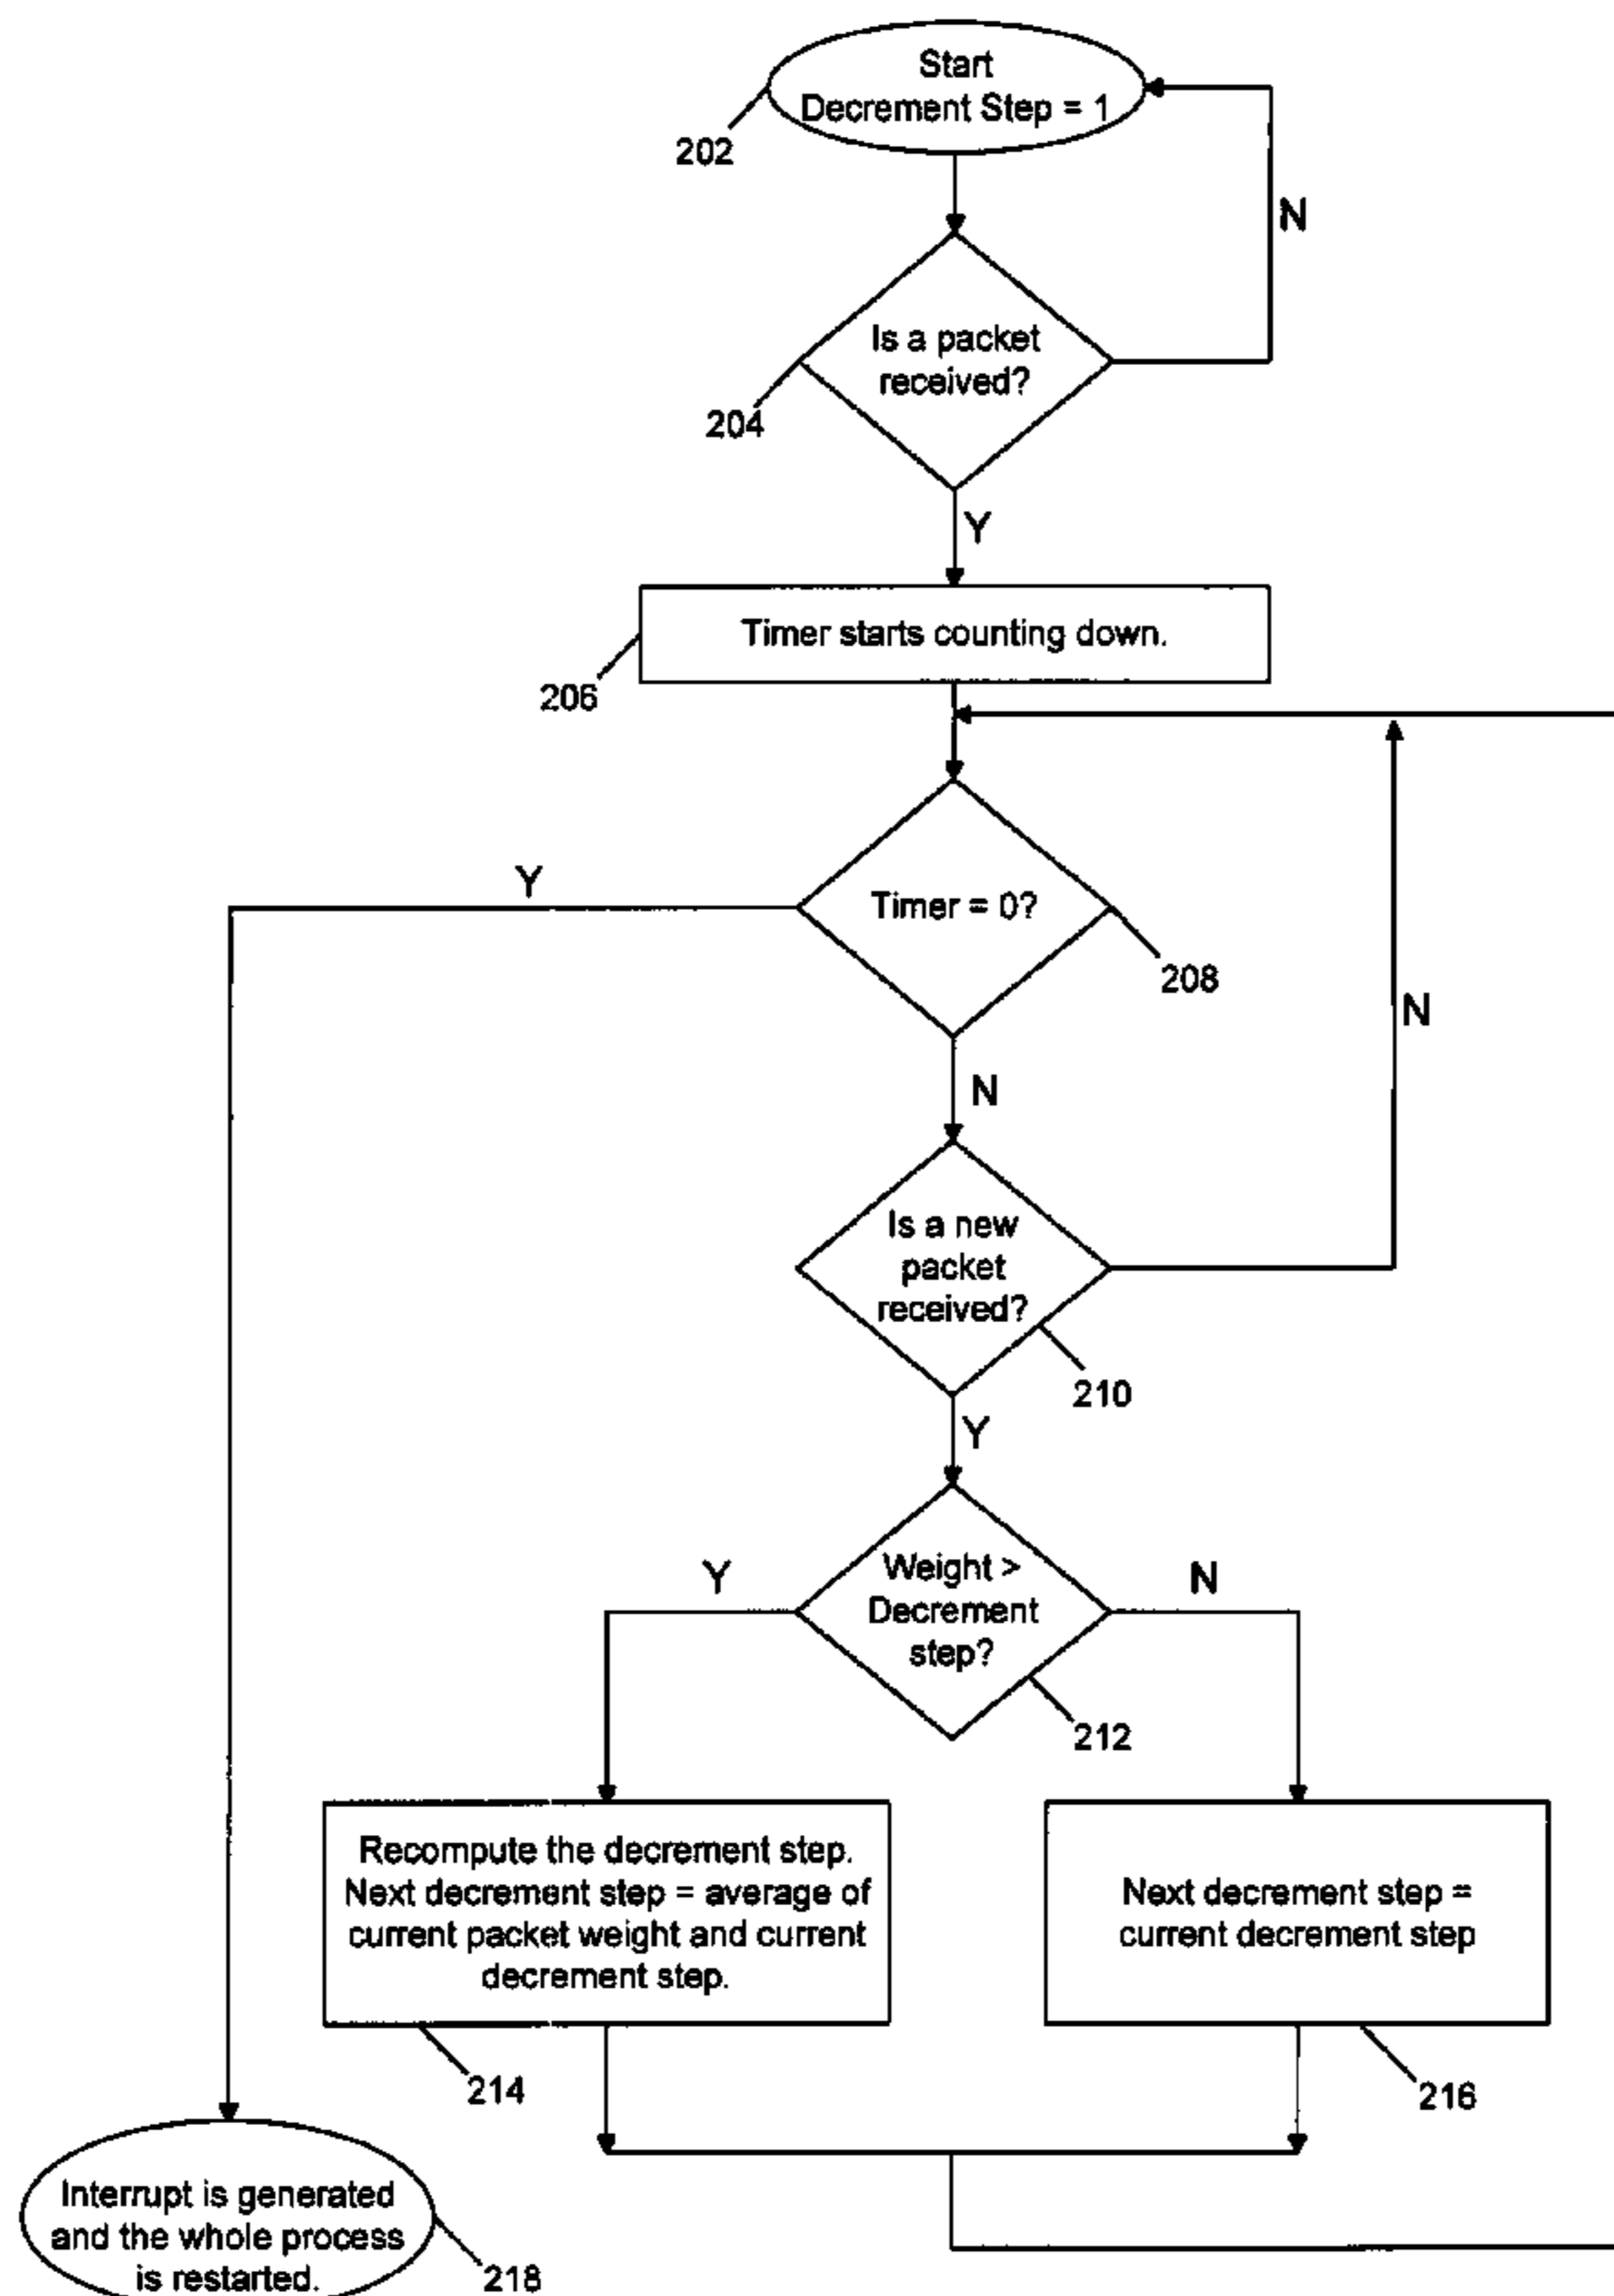 Start
Decrement Step = 1
202
N
Is a packet
received?
204
Y
Timer starts counting down.
206
Y
Timer = 0?
208
N
N
Is a new
packet
received?
210
Y
Y
Weight >
Decrement
step?
N
212
Recompute the decrement step.
Next decrement step = average of
current packet weight and current
decrement step.
Next decrement step =
current decrement step
214
216
Interrupt is generated
and the whole process
is restarted.
218